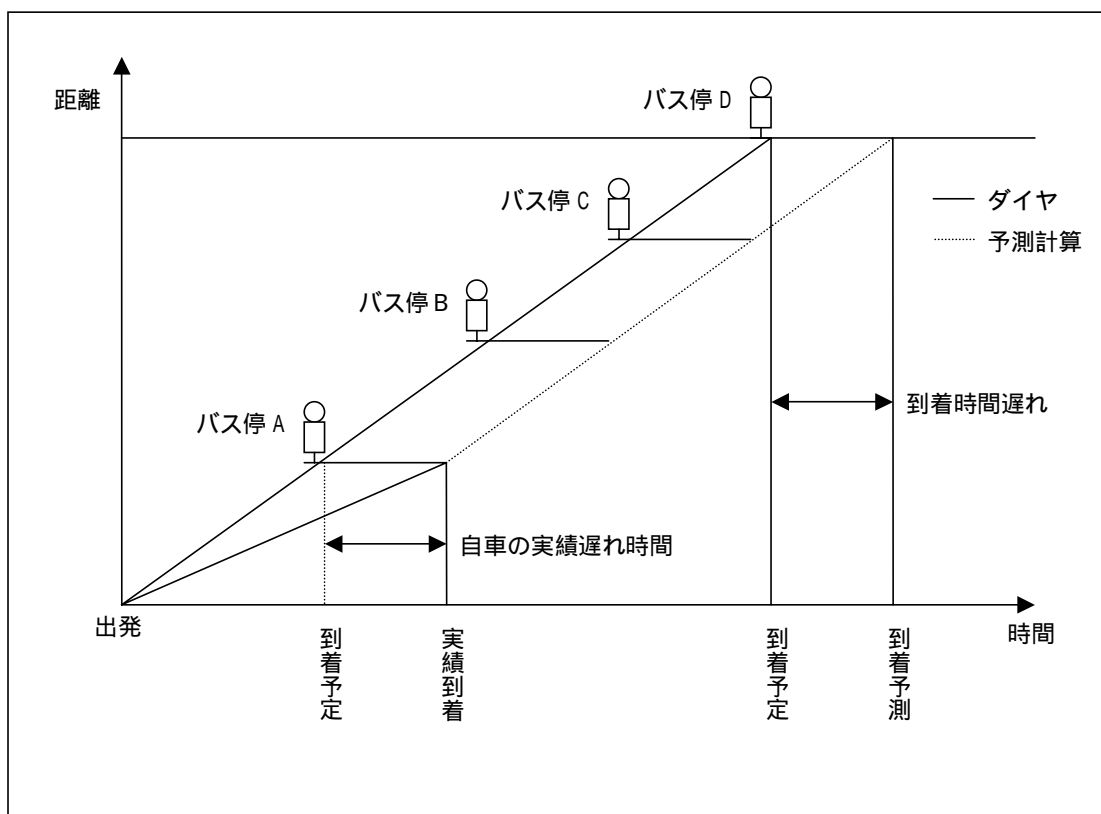 距離
バス停 D
バス停 C
ダイヤ
予測計算
バス停 B
到着時間遅れ
バス停 A
自車の実績遅れ時間
出発
時間
到着予定
実績到着
到着予定
到着予測